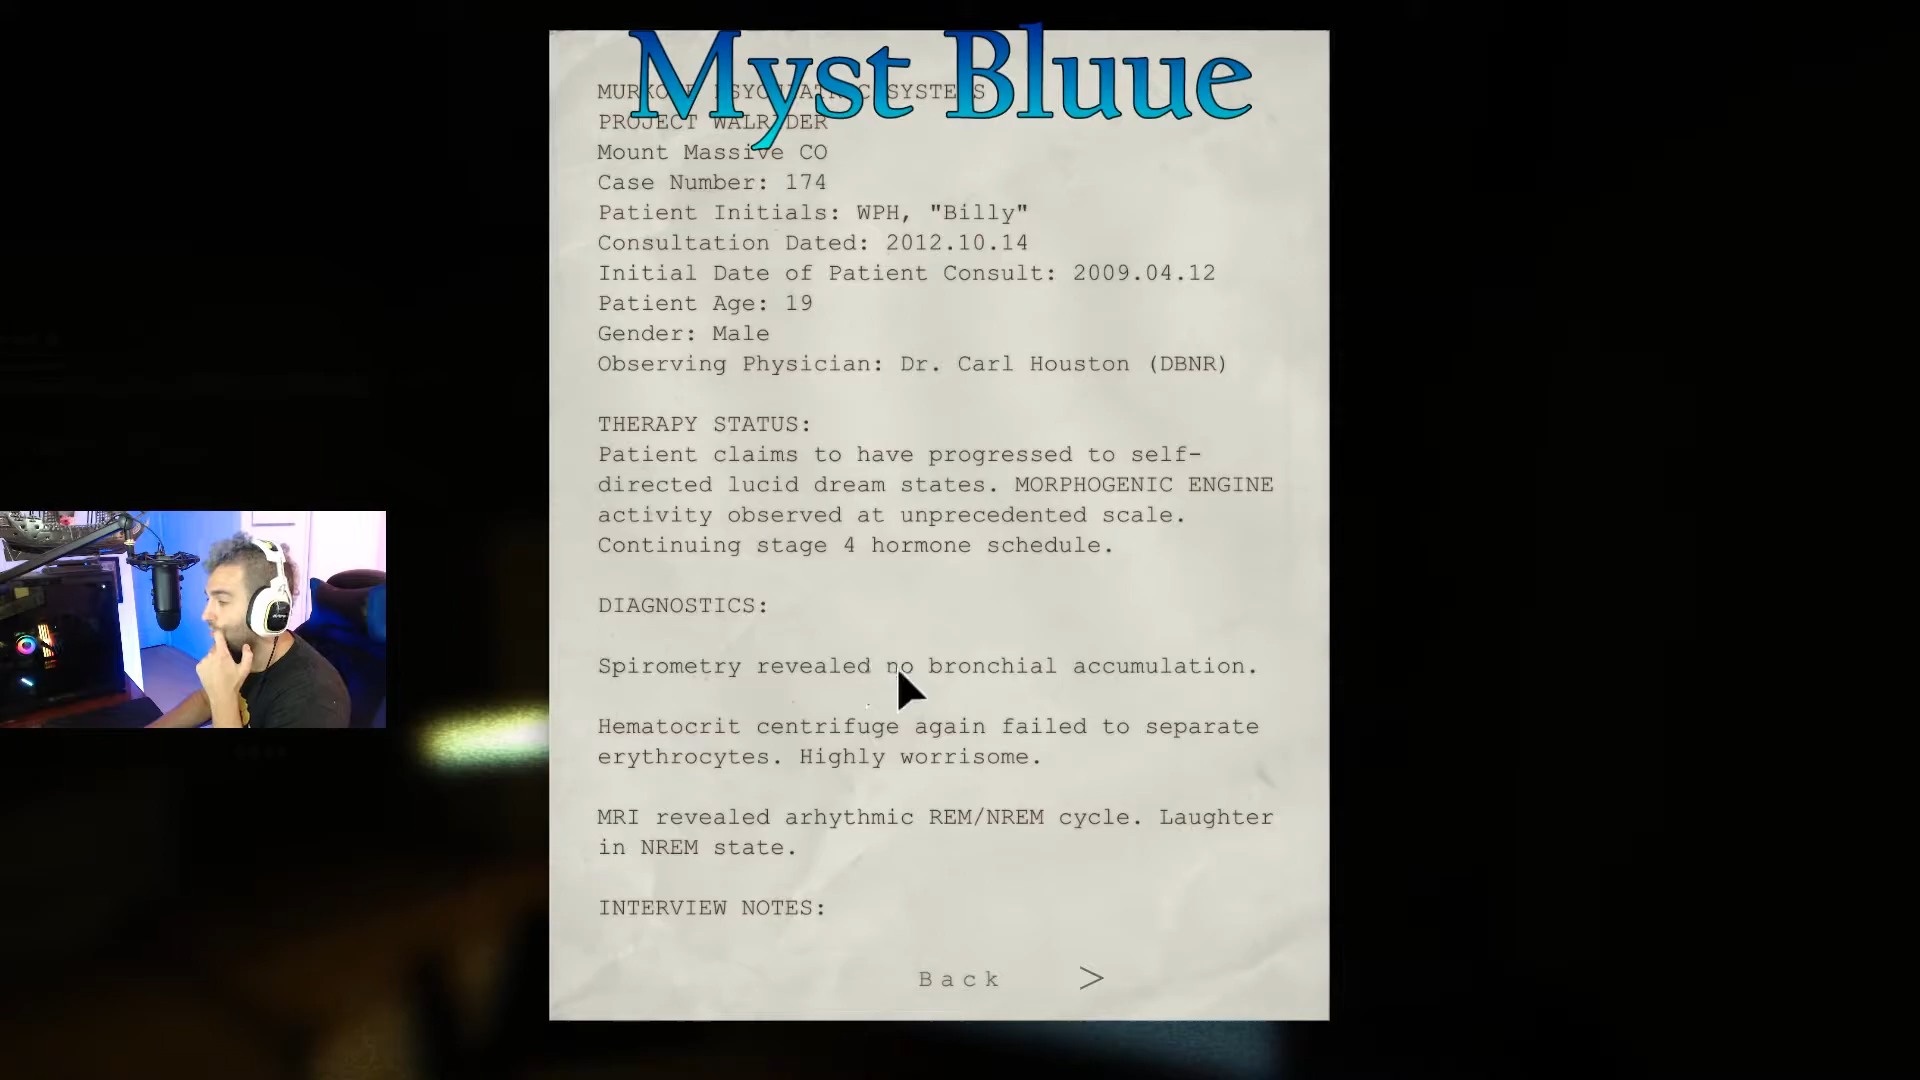 Myst Bluue
PROJECT WALRIDER
Mount Massive CO
Case Number: 174
Patient Initials: WPH, "Billy"
Consultation Dated: 2012.10.14
Initial Date of Patient Consult: 2009.04.12
Patient Age: 19
Gender: Male
Observing Physician: Dr. Carl Houston (DBNR)
THERAPY STATUS:
Patient claims to have progressed to self-
directed lucid dream states. MORPHOGENIC ENGINE
activity observed at unprecedented scale.
Continuing stage 4 hormone schedule.
DIAGNOSTICS:
Spirometry revealed no bronchial accumulation.
Hematocrit centrifuge again failed to separate
erythrocytes. Highly worrisome.
MRI revealed arhythmic REM/NREM cycle. Laughter
in NREM state.
INTERVIEW NOTES:
Back >